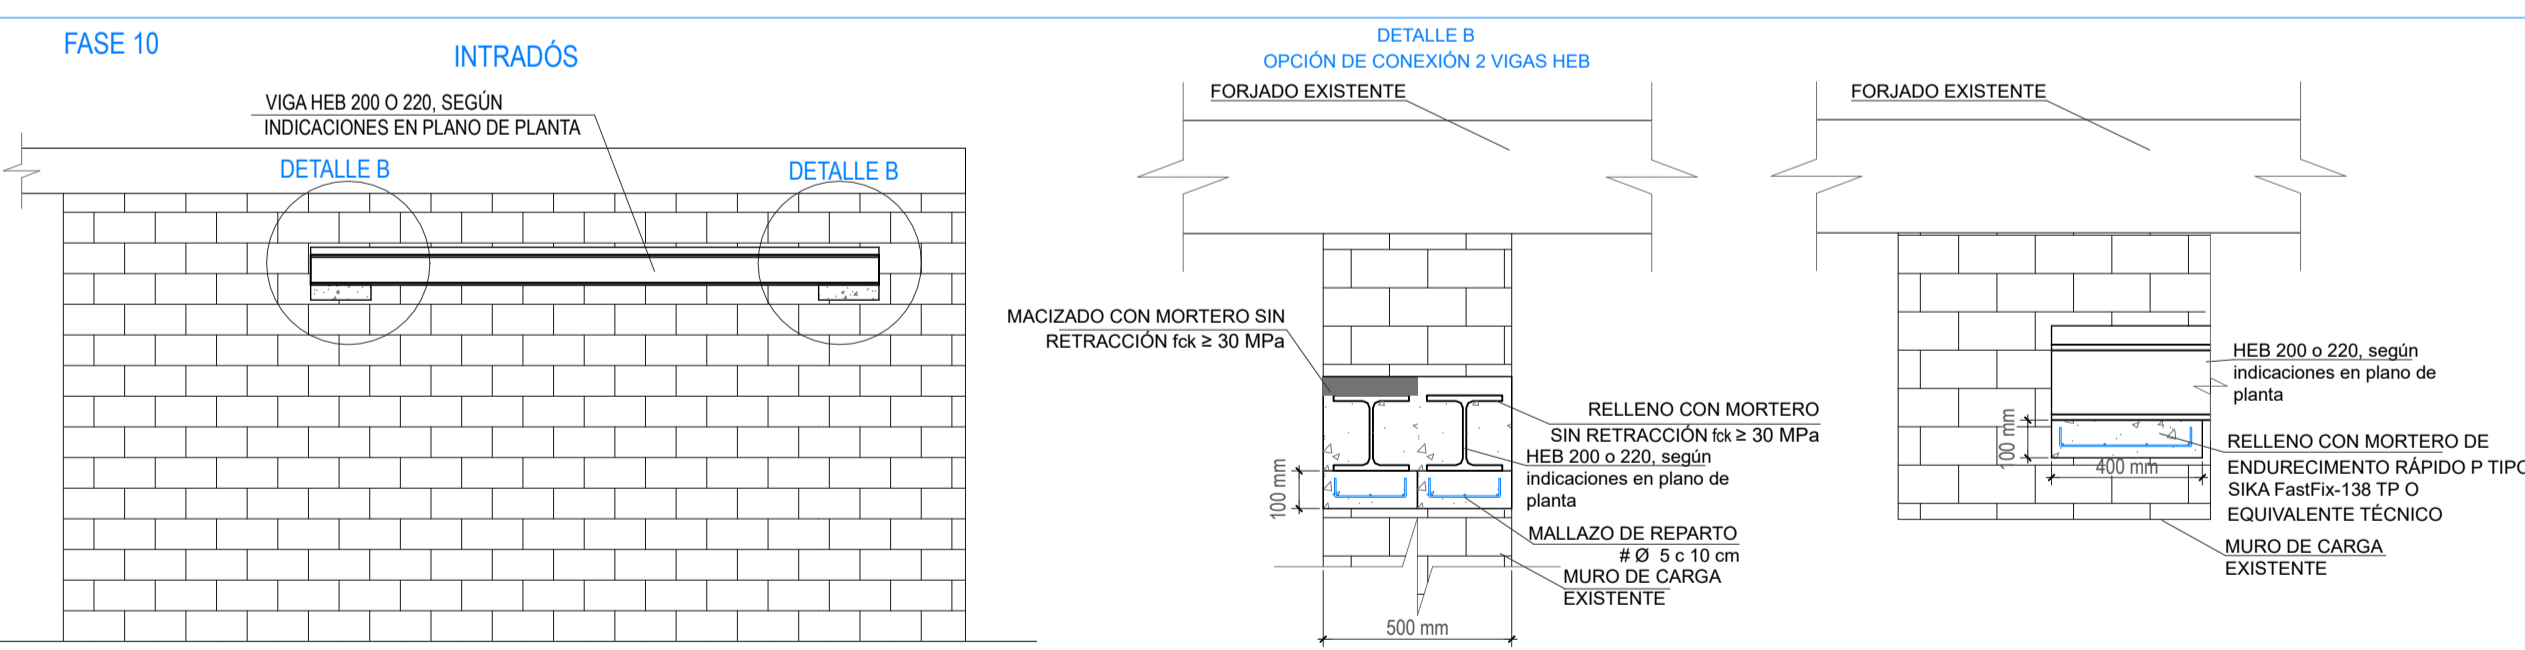 FASE 10
INTRADÓS
VIGA HEB 200 O 220, SEGÚN
INDICACIONES EN PLANO DE PLANTA
DETALLE B
DETALLE B
DETALLE B
OPCIÓN DE CONEXIÓN 2 VIGAS HEB
FORJADO EXISTENTE
MACIZADO CON MORTERO SIN
RETRACCIÓN fck ≥ 30 MPa
RELLENO CON MORTERO
SIN RETRACCIÓN fck ≥ 30 MPa
HEB 200 o 220, según
indicaciones en plano de
planta
100 mm
MALLAZO DE REPARTO
# Ø 5 c 10 cm
MURO DE CARGA
EXISTENTE
500 mm
FORJADO EXISTENTE
HEB 200 o 220, según
indicaciones en plano de
planta
100 mm
400 mm
RELLENO CON MORTERO DE
ENDURECIMENTO RÁPIDO P TIPO
SIKA FastFix-138 TP O
EQUIVALENTE TÉCNICO
MURO DE CARGA
EXISTENTE